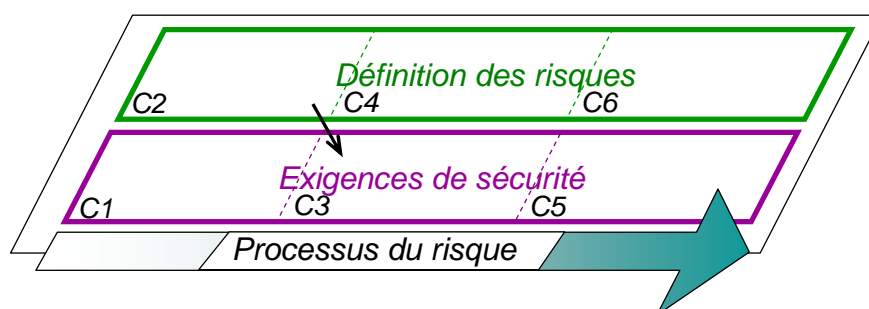 Définition des risques
C2 C4 C6
Exigences de sécurité
C1 C3 C5
Processus du risque